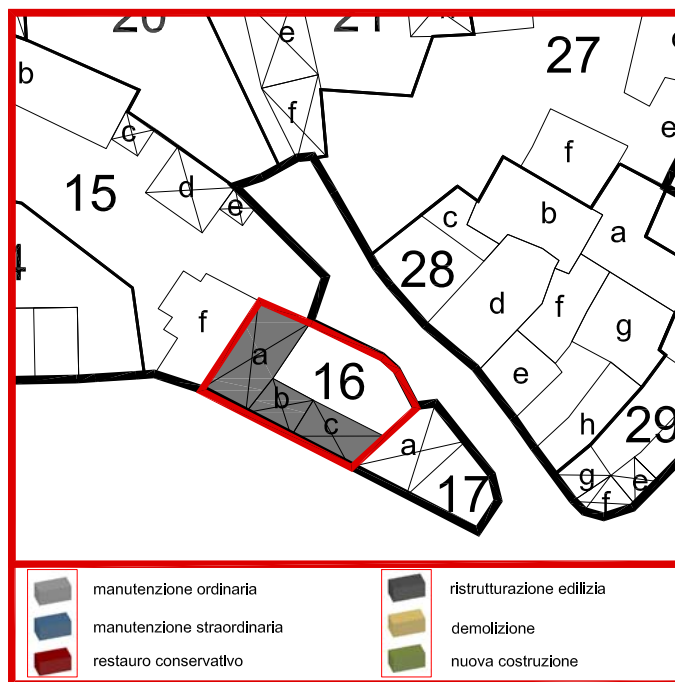 20
e
21
27
b
f
c
e
15
d
e
f
b
a
c
28
4
f
d
f
g
a
16
e
b
c
h
29
a
g
e
17
f
manutenzione ordinaria
manutenzione straordinaria
restauro conservativo
ristrutturazione edilizia
demolizione
nuova costruzione